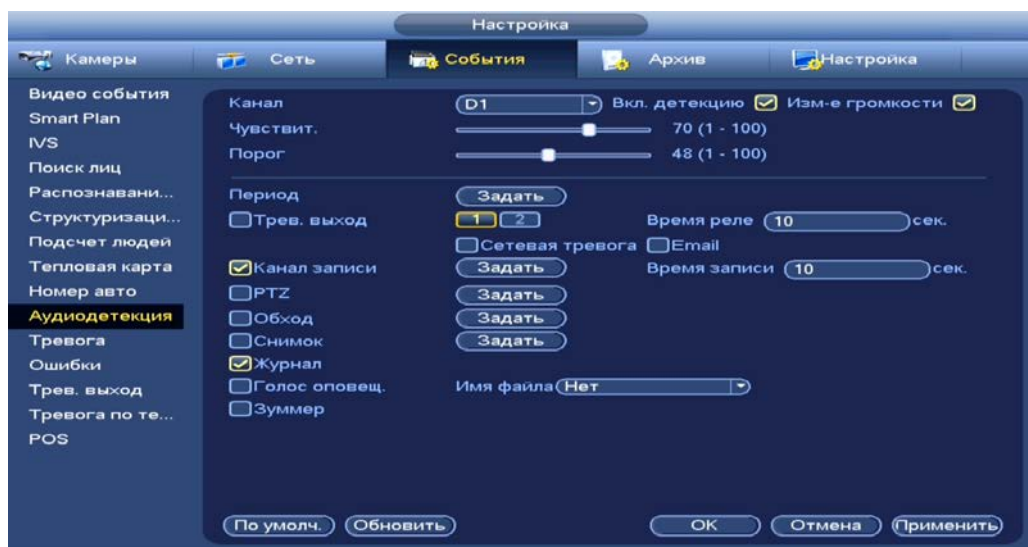 Настройка
Камеры Сеть События Архив Настройка
Видео события
Smart Plan
IVS
Поиск лиц
Распознавани...
Структуризаци...
Подсчет людей
Тепловая карта
Номер авто
Аудиодетекция
Тревога
Ошибки
Трев. выход
Тревога по те...
POS
Канал D1 Вкл. детекцию Изм-е громкости
Чувствит. 70 (1 - 100)
Порог 48 (1 - 100)
Период Задать
Трев. выход 1 2 Время реле 10 сек.
Сетевая тревога Email
Канал записи Задать Время записи 10 сек.
PTZ Задать
Обход Задать
Снимок Задать
Журнал
Голос оповещ. Имя файла Нет
Зуммер
По умолч. Обновить OK Отмена Применить